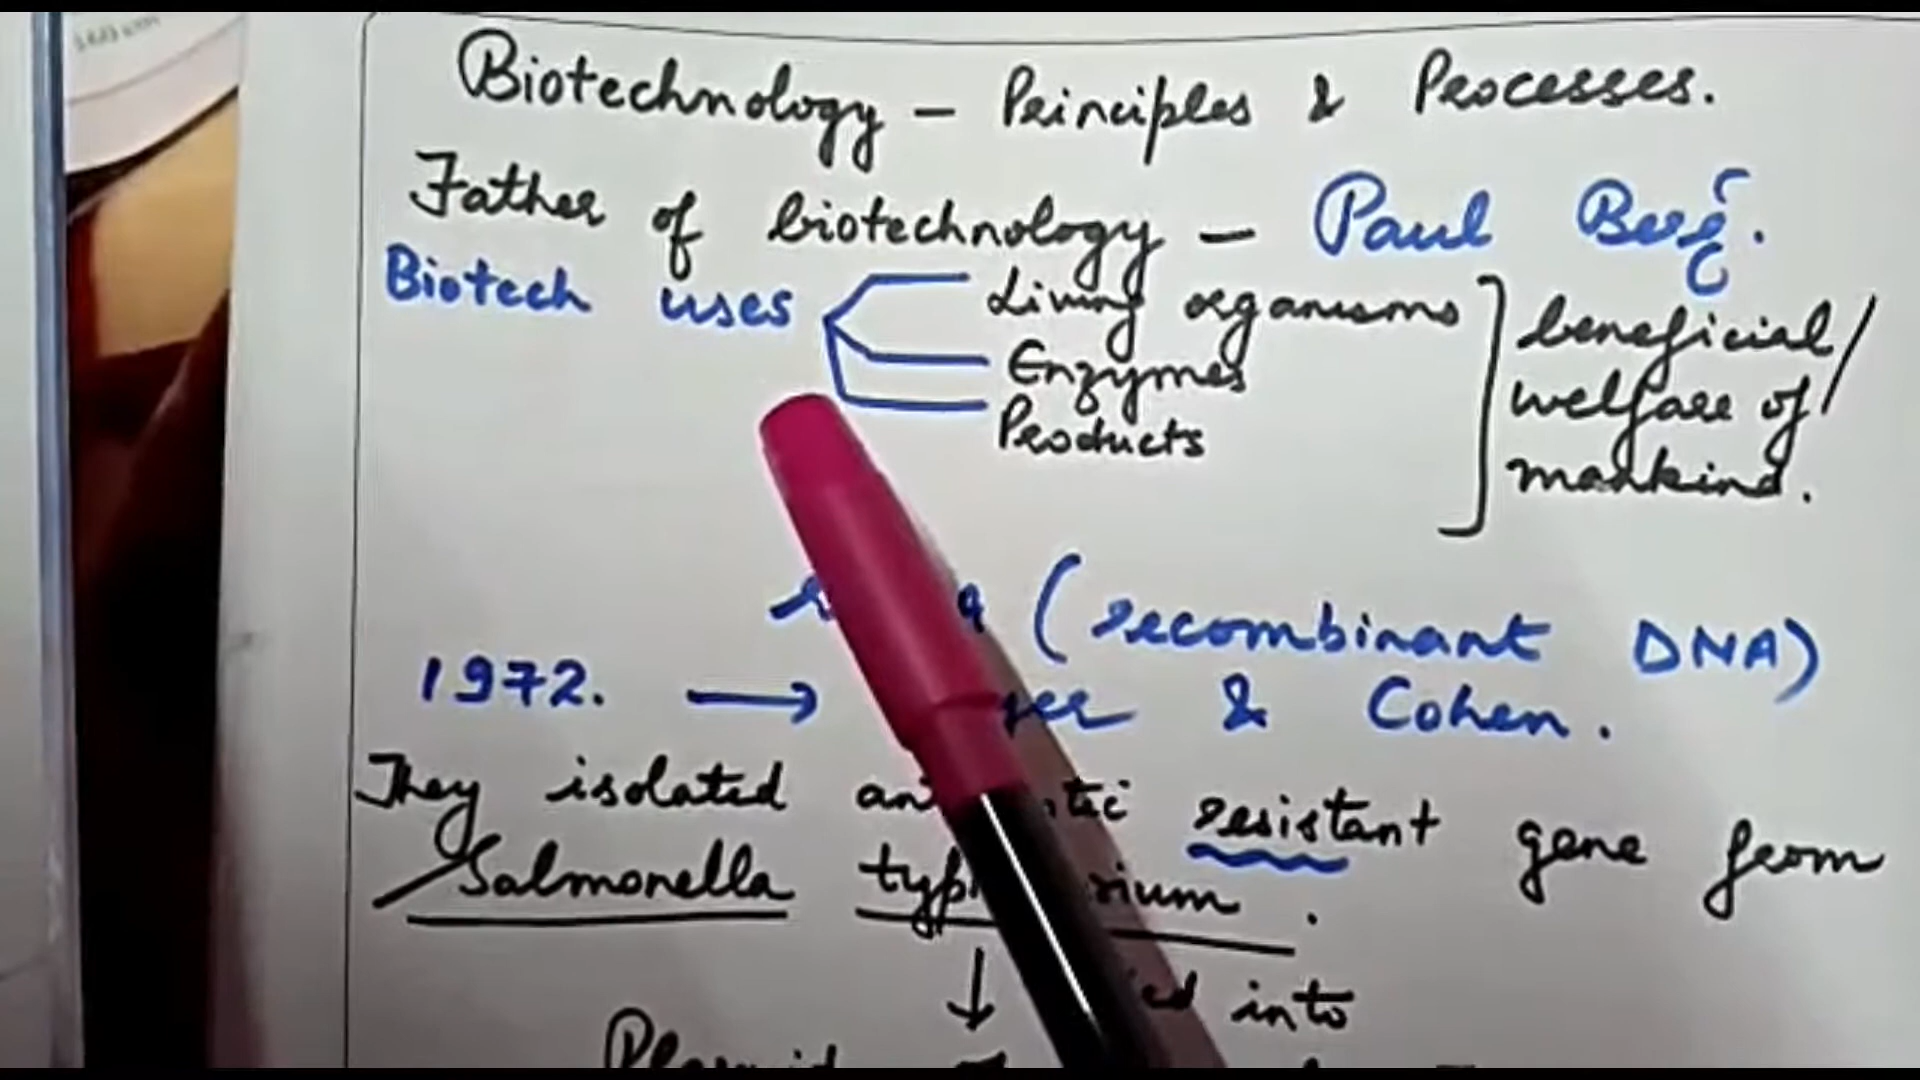 Biotechnology – Principles & Processes.
Father of biotechnology – Paul Berg.
Biotech uses
Living organisms
Enzymes
Products
beneficial/
welfare of/
mankind.
(recombinant DNA)
1972. → & Cohen.
They isolated resistant gene from
Salmonella
↓ into